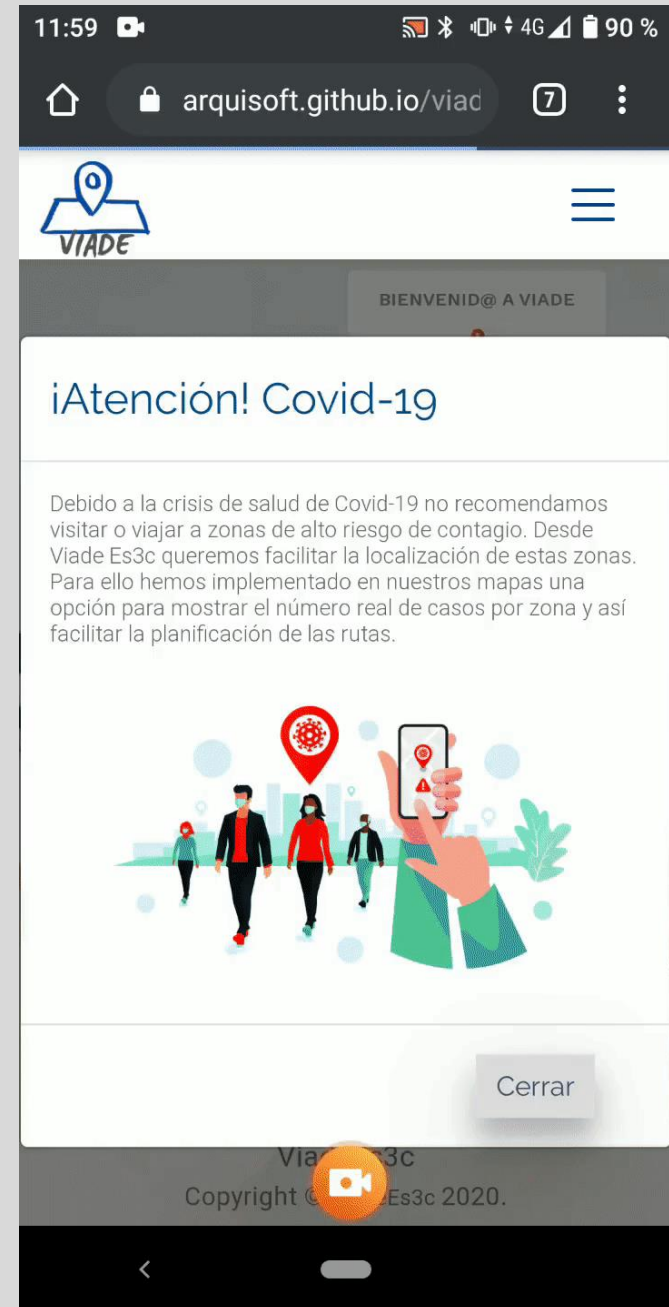 11:59
4G
90 %
arquisoft.github.io/viad
7
VIADE
BIENVENID@ A VIADE
¡Atención! Covid-19
Debido a la crisis de salud de Covid-19 no recomendamos
visitar o viajar a zonas de alto riesgo de contagio. Desde
Viade Es3c queremos facilitar la localización de estas zonas.
Para ello hemos implementado en nuestros mapas una
opción para mostrar el número real de casos por zona y así
facilitar la planificación de las rutas.
Cerrar
Via s3c
Copyright © eEs3c 2020.